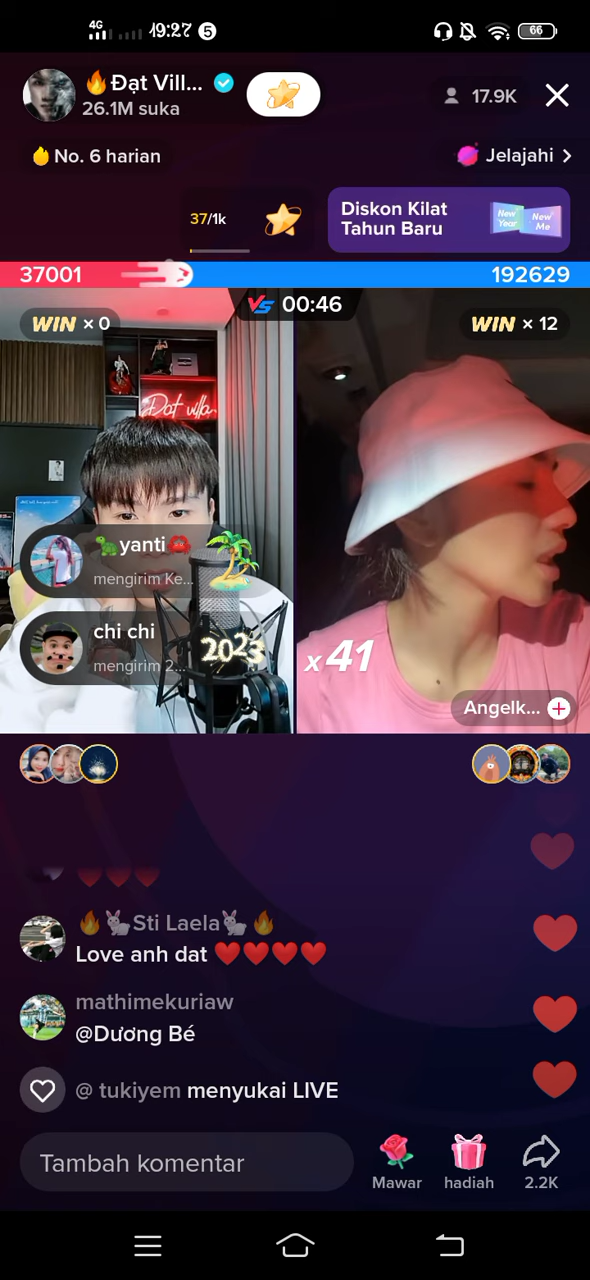 4G 19:27 5 66
🔥Đạt Vill...
26.1M suka
17.9K
No. 6 harian
Jelajahi
37/1k
Diskon Kilat
Tahun Baru
New Year
New Me
37001
192629
VS 00:46
WIN × 0
WIN × 12
Dat villa
🦖yanti🌺
mengirim Ke...
chi chi
mengirim 2...
2023
x41
Angelk...
🔥🐇Sti Laela🐇🔥
Love anh dat ❤️❤️❤️❤️
mathimekuriaw
@Dương Bé
@ tukiyem menyukai LIVE
Tambah komentar
Mawar
hadiah
2.2K